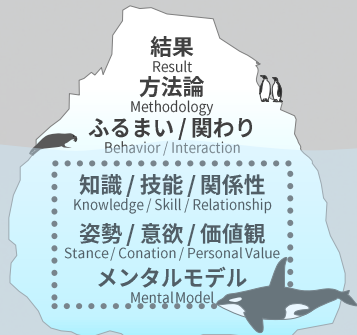 結果
Result
方法論
Methodology
ふるまい / 関わり
Behavior / Interaction
知識 / 技能 / 関係性
Knowledge / Skill / Relationship
姿勢 / 意欲 / 価値観
Stance / Conation / Personal Value
メンタルモデル
Mental Model